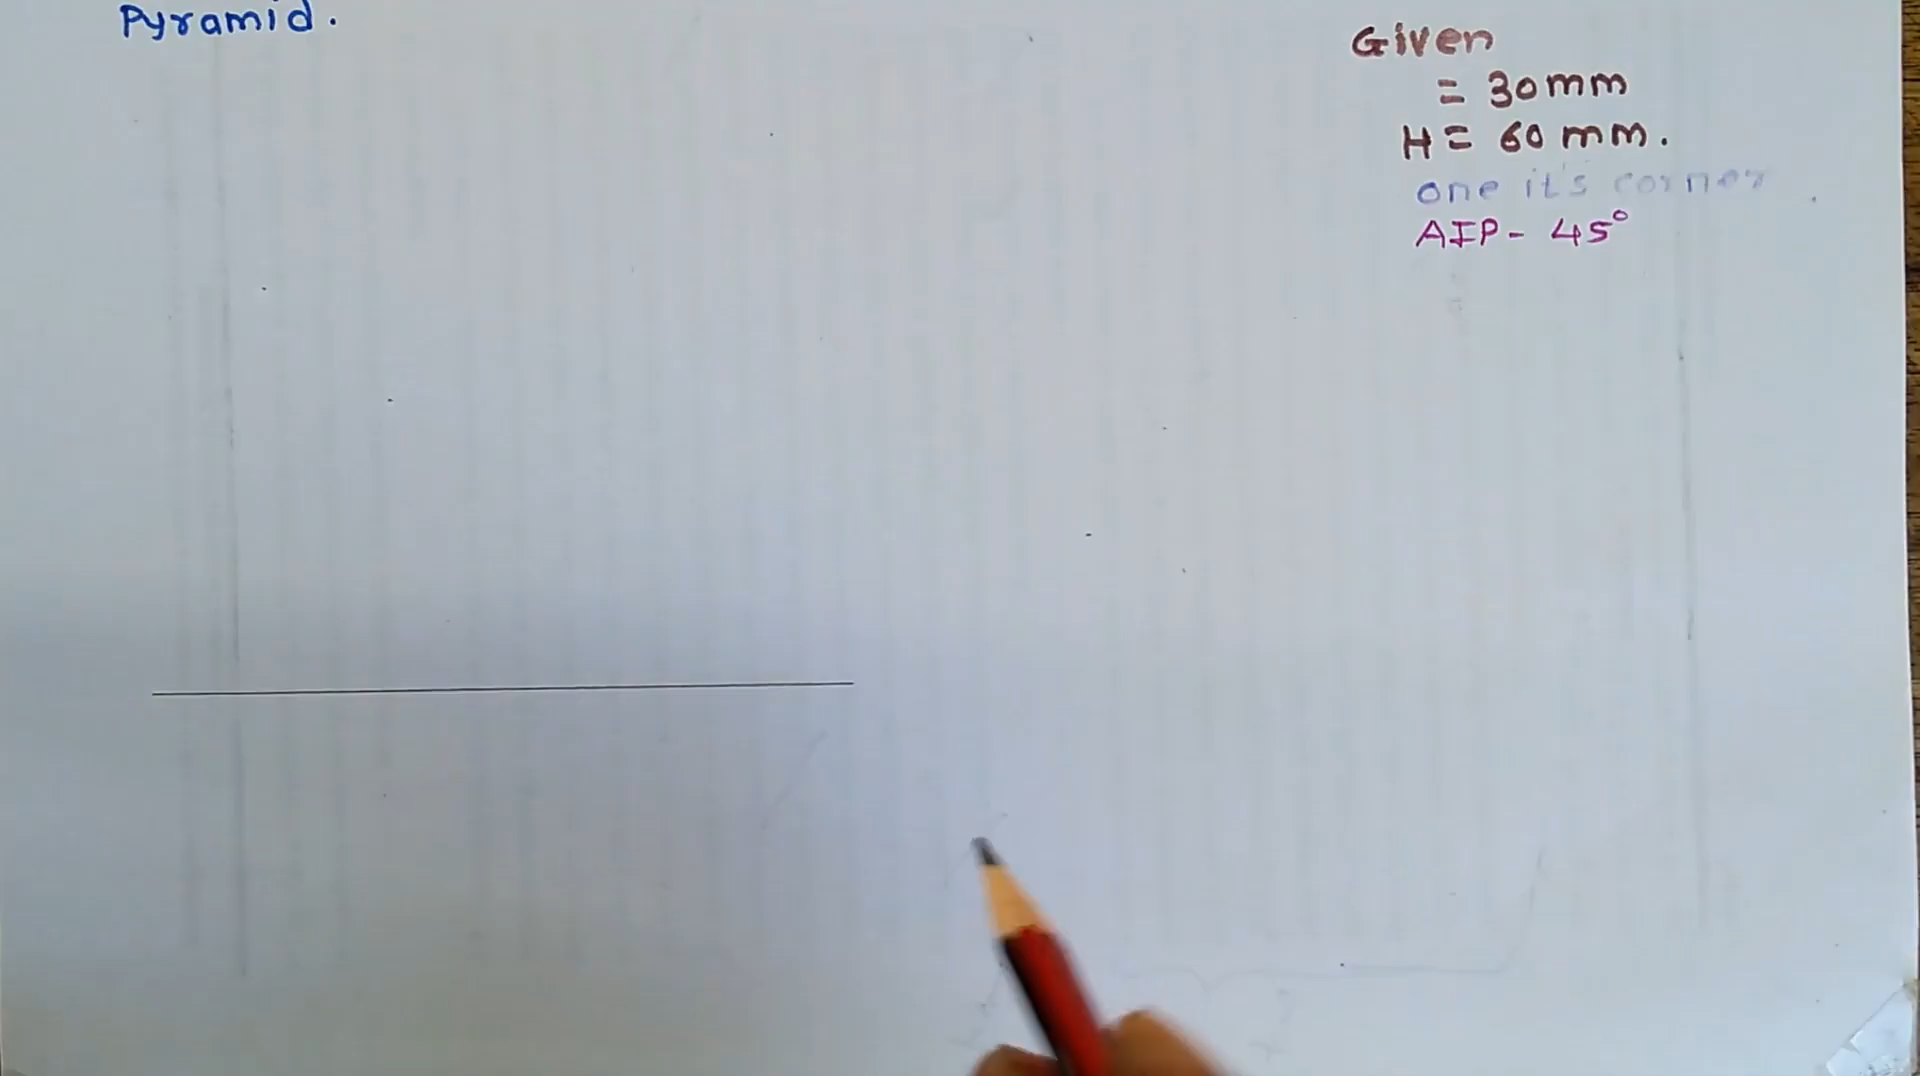 Pyramid.
Given
= 30mm
H = 60 mm.
one it's corner
AIP - 45°